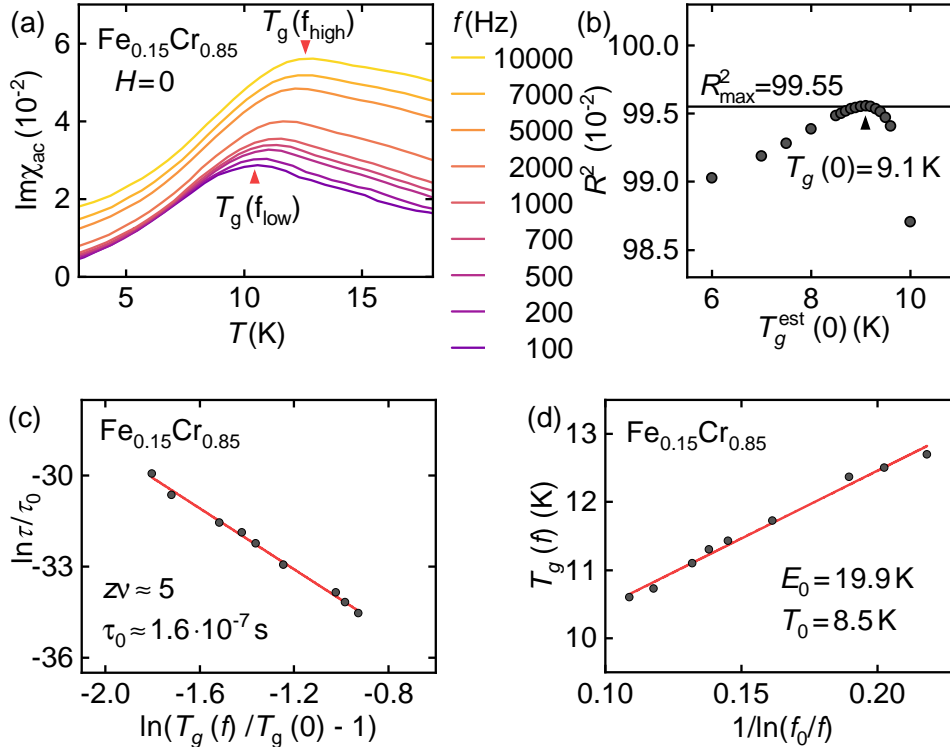 (a)
Fe0.15Cr0.85
H=0
Tg(fhigh)
Tg(flow)
Imχac (10-2)
6
4
2
0
5 10 15
T(K)
f(Hz)
10000
7000
5000
2000
1000
700
500
200
100
(b)
R2max=99.55
Tg(0)=9.1 K
R2 (10-2)
100.0
99.5
99.0
98.5
6 8 10
Tgest(0)(K)
(c)
Fe0.15Cr0.85
lnτ/τ0
-30
-33
-36
zν≈5
τ0≈1.6·10-7 s
-2.0 -1.6 -1.2 -0.8
ln(Tg(f)/Tg(0) - 1)
(d)
Fe0.15Cr0.85
Tg(f) (K)
13
12
11
10
E0=19.9K
T0=8.5K
0.10 0.15 0.20
1/ln(f0/f)